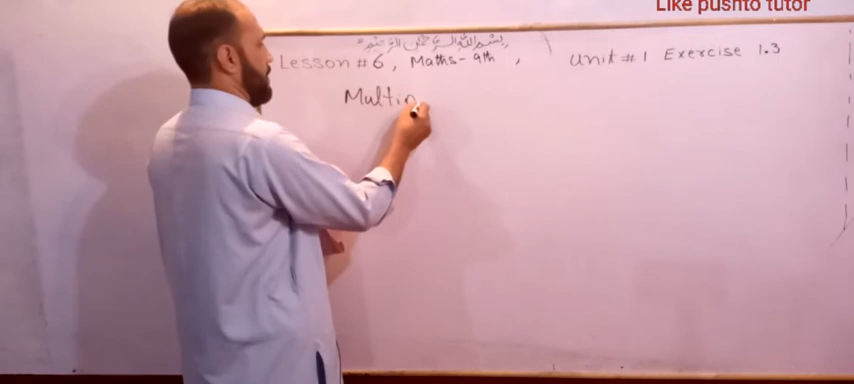 Like pushto tutor
بسم الله الرحمن الرحيم
Lesson # 6, Maths - 9th, Unit # 1 Exercise 1.3
Multip